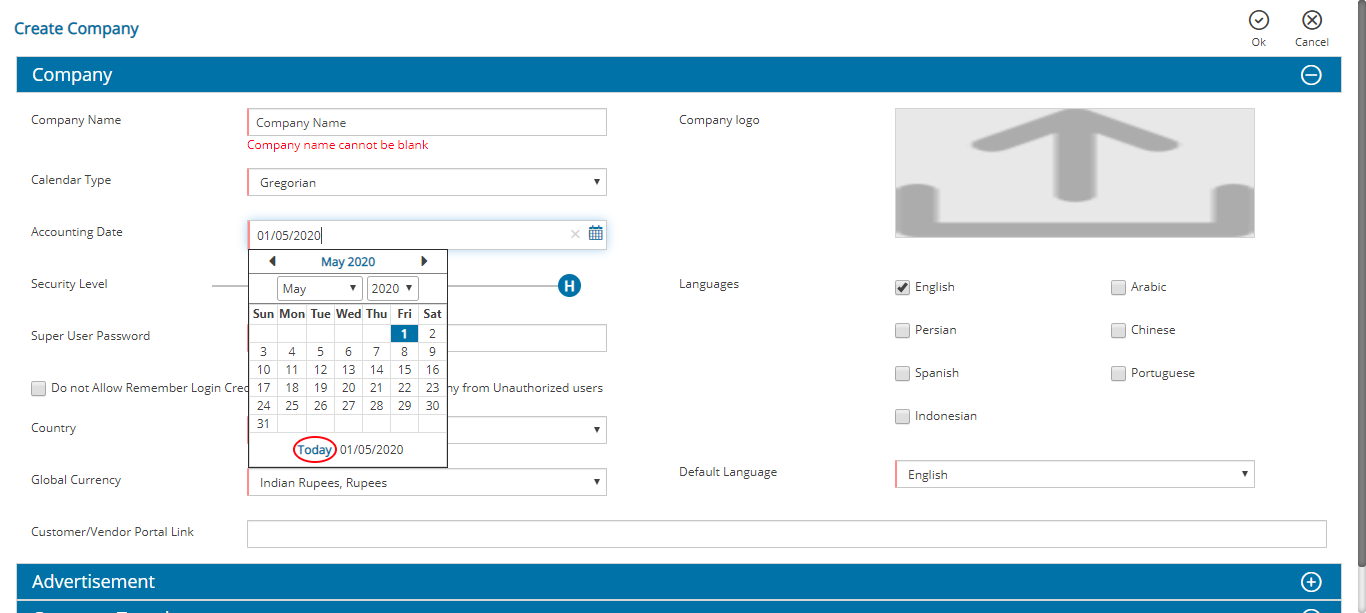 Create Company
Ok
Cancel
Company
Company Name
Company Name
Company name cannot be blank
Company logo
Calendar Type
Gregorian
Accounting Date
01/05/2020
May 2020
May 2020
Sun Mon Tue Wed Thu Fri Sat
1 2
3 4 5 6 7 8 9
10 11 12 13 14 15 16
17 18 19 20 21 22 23
24 25 26 27 28 29 30
31
Today 01/05/2020
Security Level
H
Super User Password
Do not Allow Remember Login Cred
ny from Unauthorized users
Country
Global Currency
Indian Rupees, Rupees
Languages
English Arabic
Persian Chinese
Spanish Portuguese
Indonesian
Default Language
English
Customer/Vendor Portal Link
Advertisement